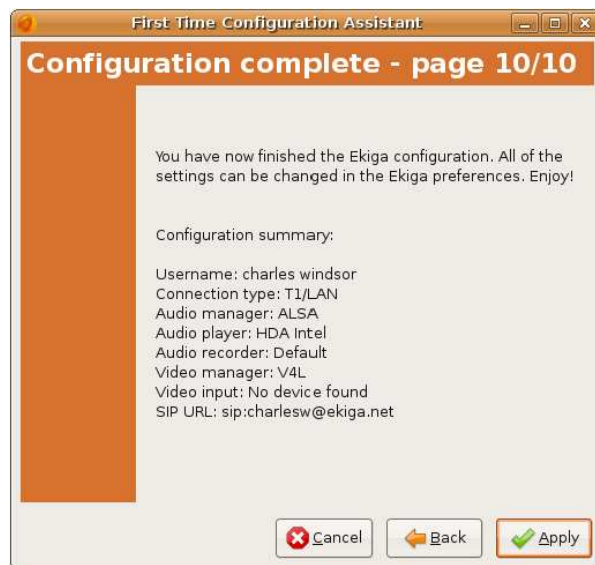 First Time Configuration Assistant
Configuration complete - page 10/10
You have now finished the Ekiga configuration. All of the
settings can be changed in the Ekiga preferences. Enjoy!
Configuration summary:
Username: charles windsor
Connection type: T1/LAN
Audio manager: ALSA
Audio player: HDA Intel
Audio recorder: Default
Video manager: V4L
Video input: No device found
SIP URL: sip:charlesw@ekiga.net
Cancel Back Apply